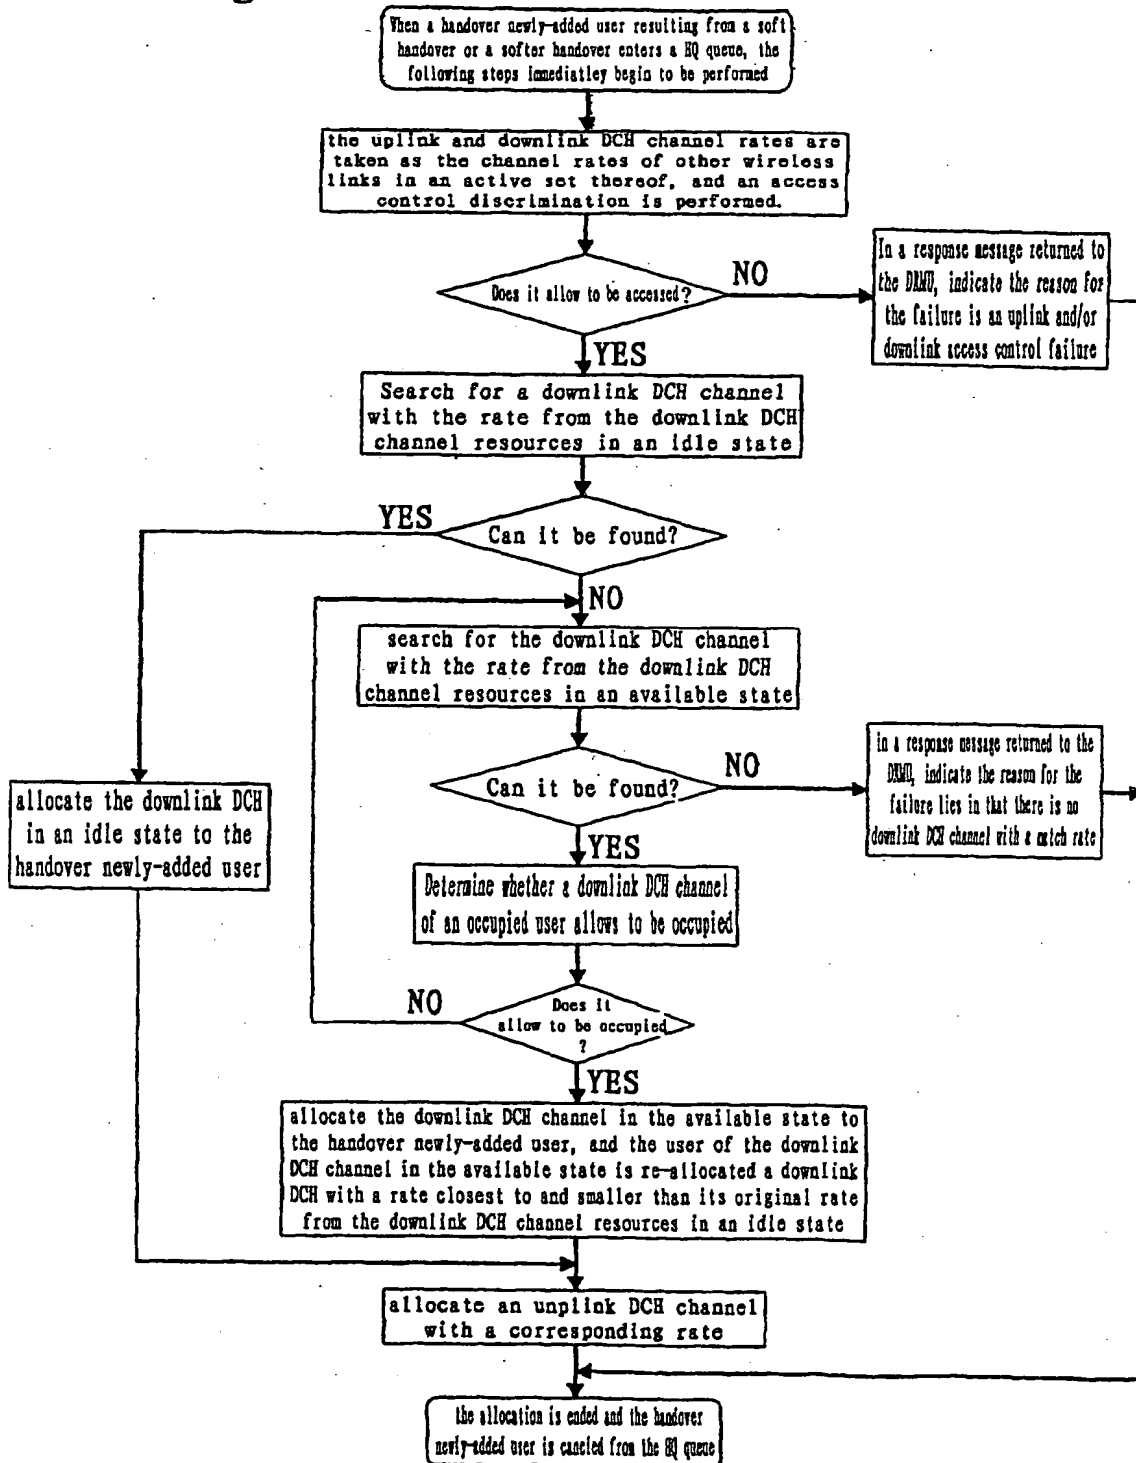 When a handover newly-added user resulting from a soft
handover or a softer handover enters a HQ queue, the
following steps immediatley begin to be performed
the uplink and downlink DCH channel rates are
taken as the channel rates of other wireless
links in an active set thereof, and an access
control discrimination is performed.
Does it allow to be accessed?
NO
In a response message returned to
the DRMU, indicate the reason for
the failure is an uplink and/or
downlink access control failure
YES
Search for a downlink DCH channel
with the rate from the downlink DCH
channel resources in an idle state
YES
Can it be found?
NO
search for the downlink DCH channel
with the rate from the downlink DCH
channel resources in an available state
Can it be found?
NO
in a response message returned to the
DRMU, indicate the reason for the
failure lies in that there is no
downlink DCH channel with a match rate
allocate the downlink DCH
in an idle state to the
handover newly-added user
YES
Determine whether a downlink DCH channel
of an occupied user allows to be occupied
NO
Does it
allow to be occupied
?
YES
allocate the downlink DCH channel in the available state to
the handover newly-added user, and the user of the downlink
DCH channel in the available state is re-allocated a downlink
DCH with a rate closest to and smaller than its original rate
from the downlink DCH channel resources in an idle state
allocate an unplink DCH channel
with a corresponding rate
the allocation is ended and the handover
newly-added user is cancled from the HQ queue